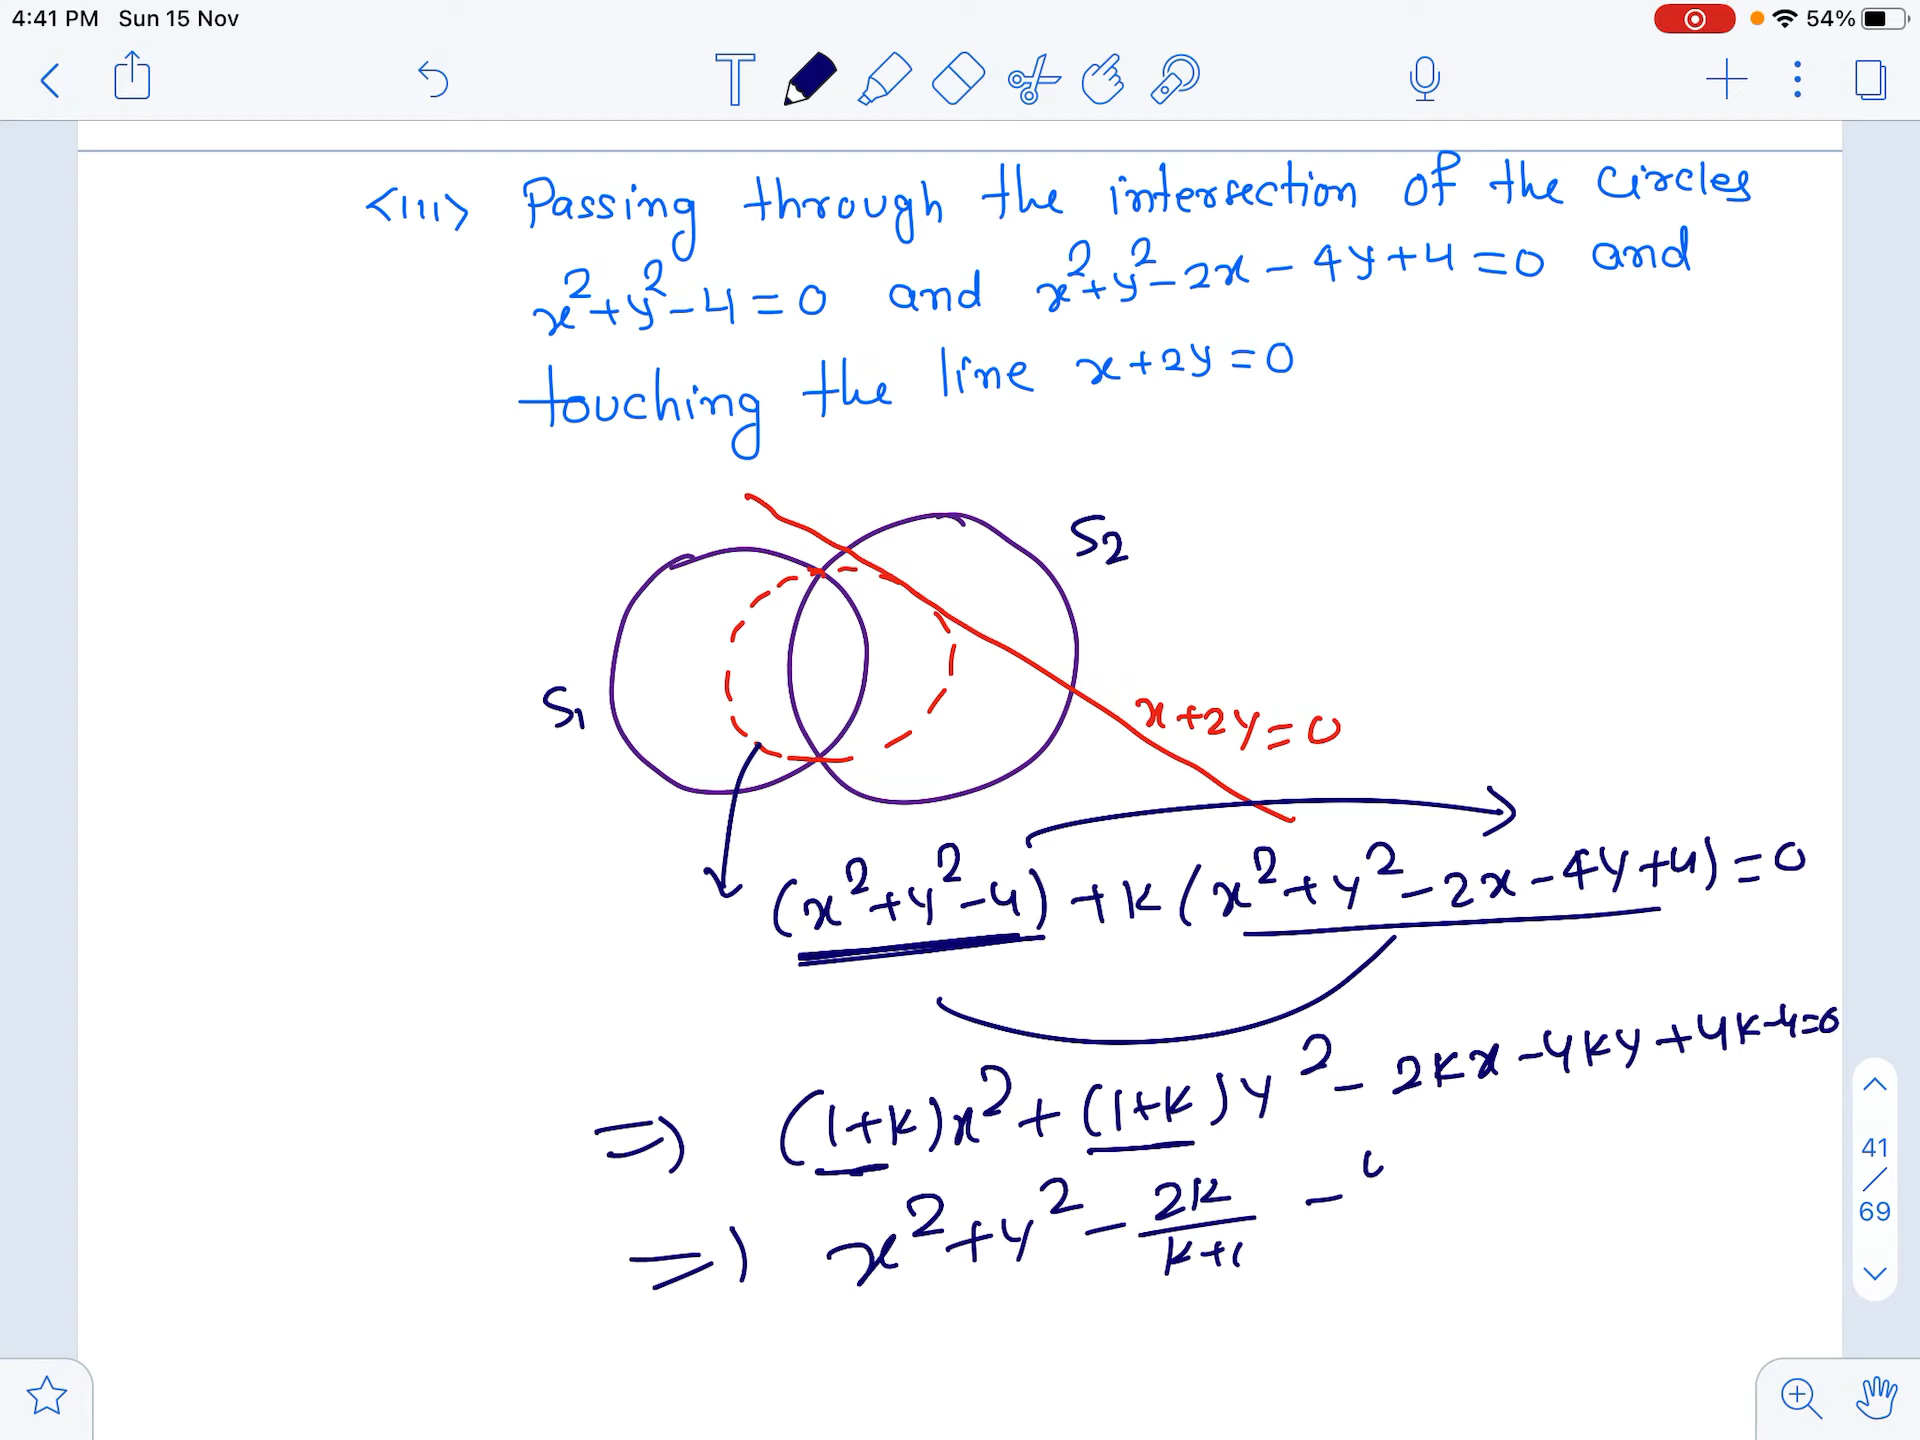 4:41 PM Sun 15 Nov 54%
T
<iii> Passing through the intersection of the circles
x²+y²-4=0 and x²+y²-2x-4y+4=0 and
touching the line x+2y=0
S₂
S₁
x+2y=0
(x²+y²-4)+k(x²+y²-2x-4y+4)=0
=> (1+k)x²+(1+k)y²-2kx-4ky+4k-4=0
=> x²+y²-2k/k+1 -
41
/
69